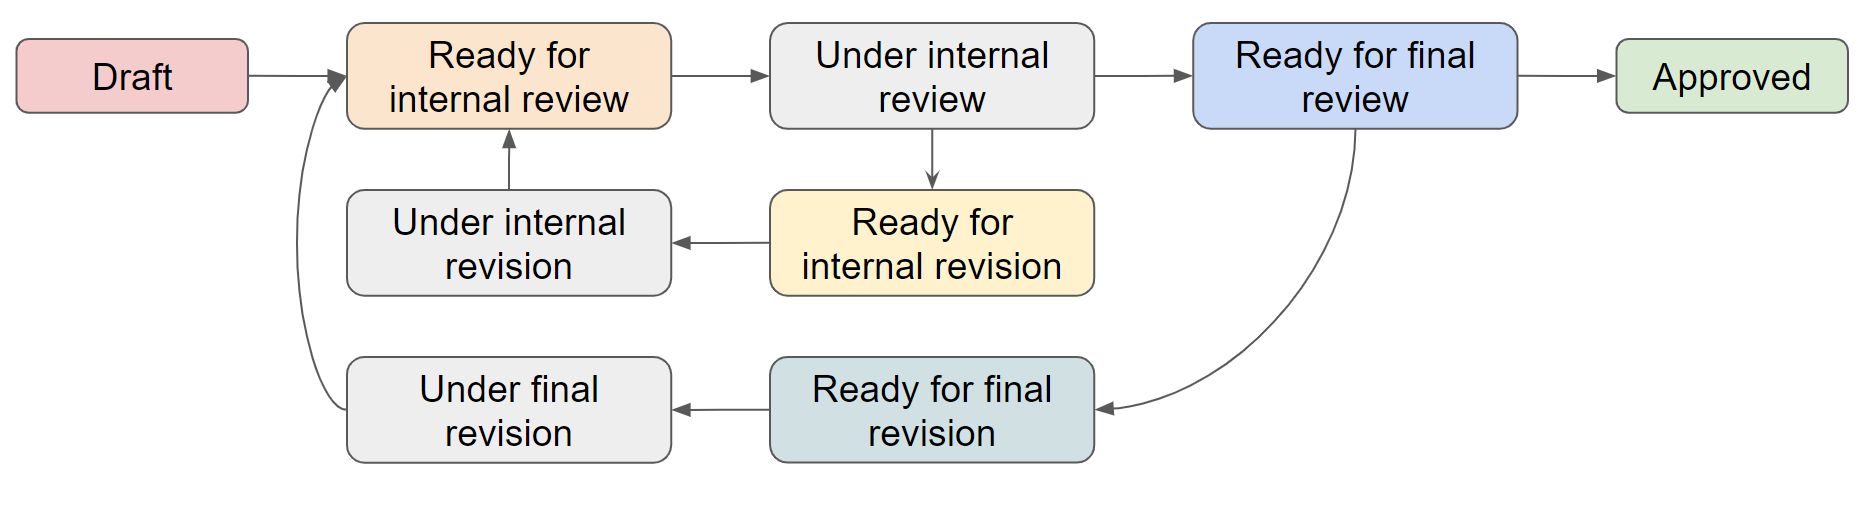 Draft
Ready for
internal review
Under internal
review
Ready for final
review
Approved
Under internal
revision
Ready for
internal revision
Under final
revision
Ready for final
revision